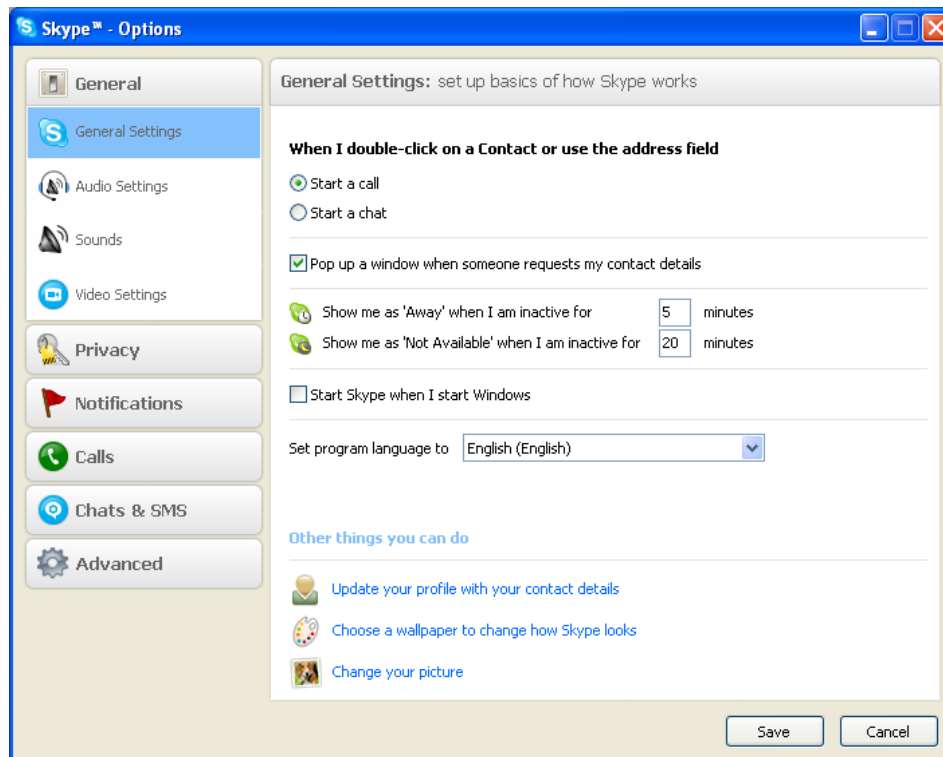 Skype™ - Options
General
General Settings
Audio Settings
Sounds
Video Settings
Privacy
Notifications
Calls
Chats & SMS
Advanced
General Settings: set up basics of how Skype works
When I double-click on a Contact or use the address field
Start a call
Start a chat
Pop up a window when someone requests my contact details
Show me as 'Away' when I am inactive for 5 minutes
Show me as 'Not Available' when I am inactive for 20 minutes
Start Skype when I start Windows
Set program language to English (English)
Other things you can do
Update your profile with your contact details
Choose a wallpaper to change how Skype looks
Change your picture
Save Cancel